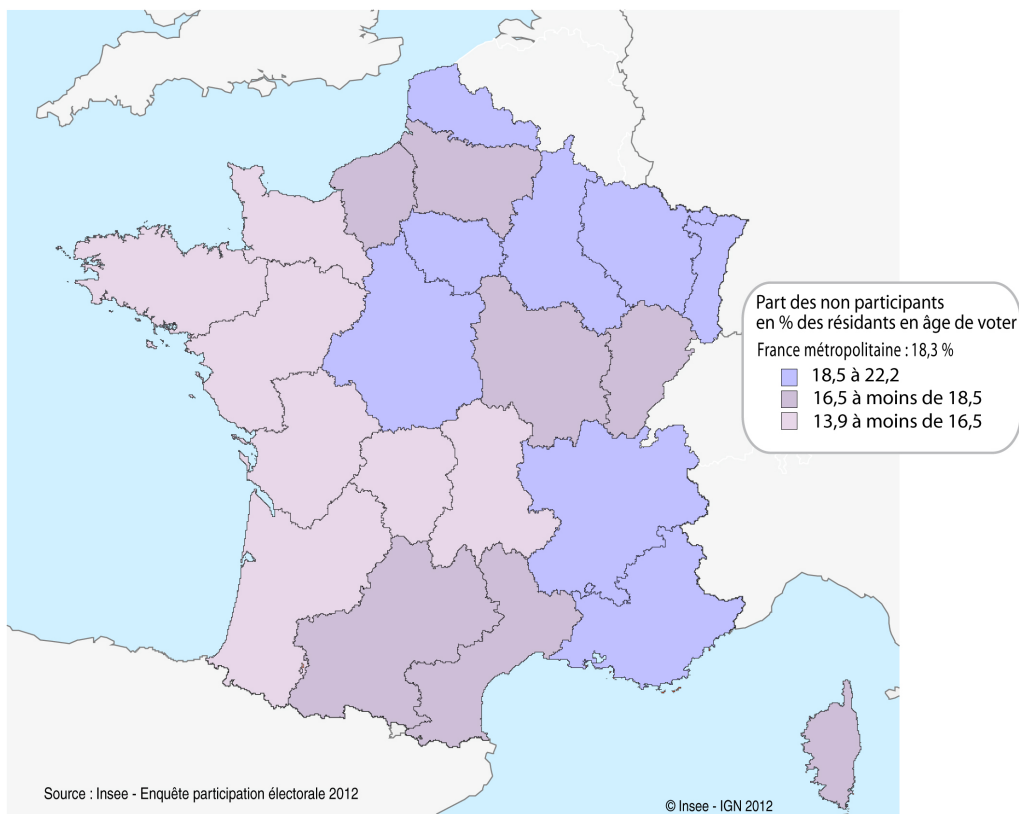 Part des non participants
en % des résidants en âge de voter
France métropolitaine : 18,3 %
18,5 à 22,2
16,5 à moins de 18,5
13,9 à moins de 16,5
Source : Insee - Enquête participation électorale 2012
© Insee - IGN 2012